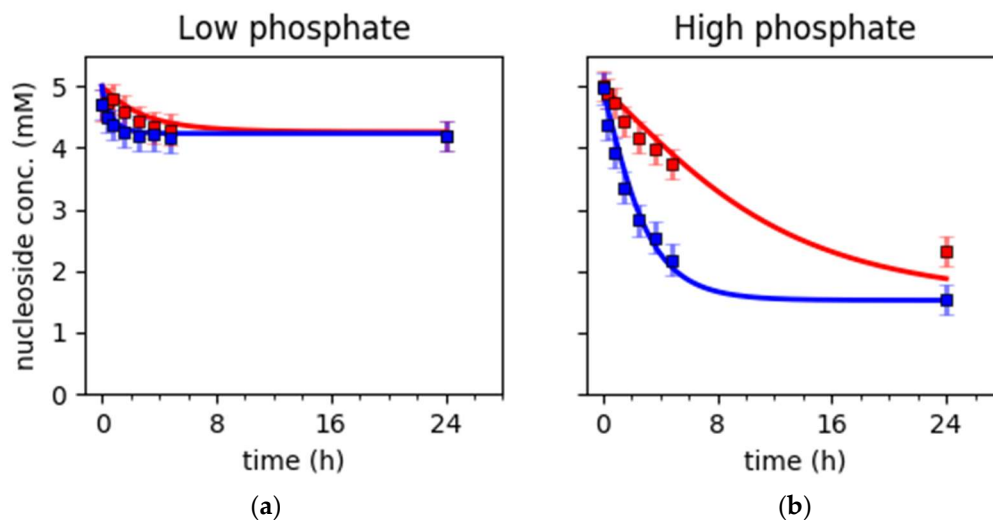 Low phosphate
High phosphate
nucleoside conc. (mM)
5
4
3
2
1
0
0 8 16 24
0 8 16 24
time (h)
time (h)
(a)
(b)